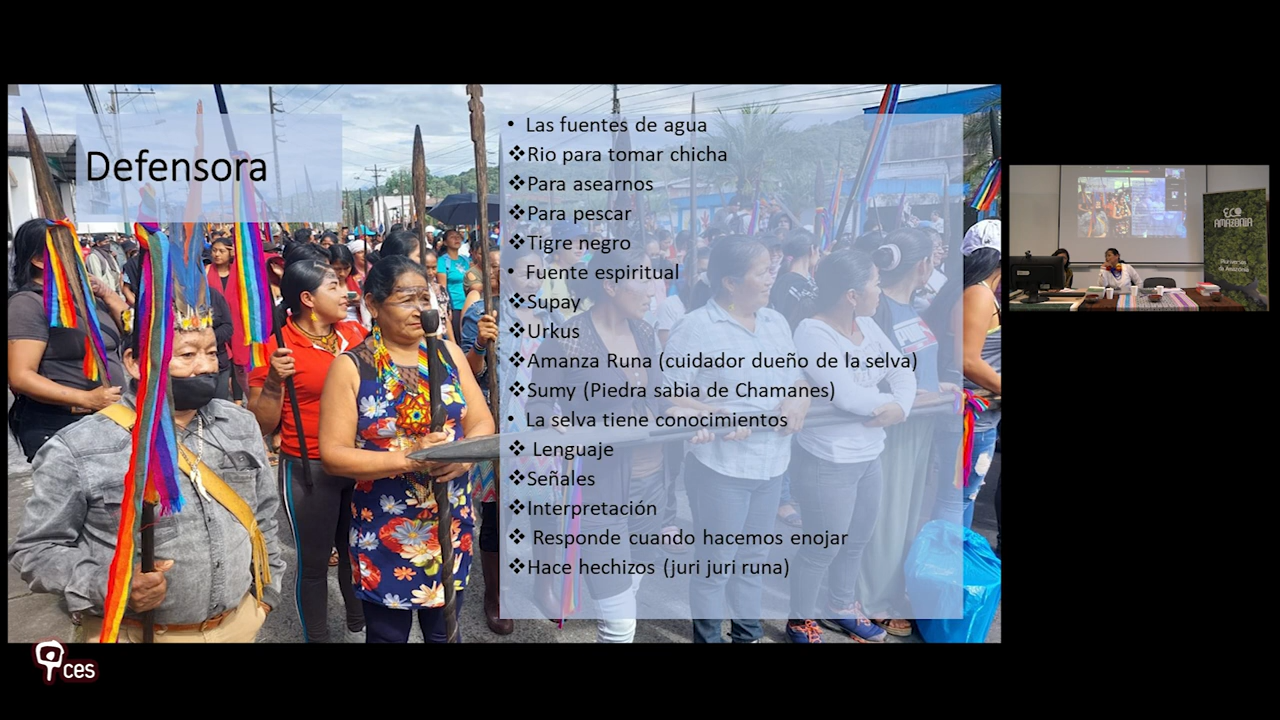 Defensora
• Las fuentes de agua
❖Rio para tomar chicha
❖Para asearnos
❖Para pescar
❖Tigre negro
• Fuente espiritual
❖Supay
❖Urkus
❖Amanza Runa (cuidador dueño de la selva)
❖Sumy (Piedra sabia de Chamanes)
• La selva tiene conocimientos
❖ Lenguaje
❖Señales
❖Interpretación
❖ Responde cuando hacemos enojar
❖Hace hechizos (juri juri runa)
ECO
AMAZONIA
ces